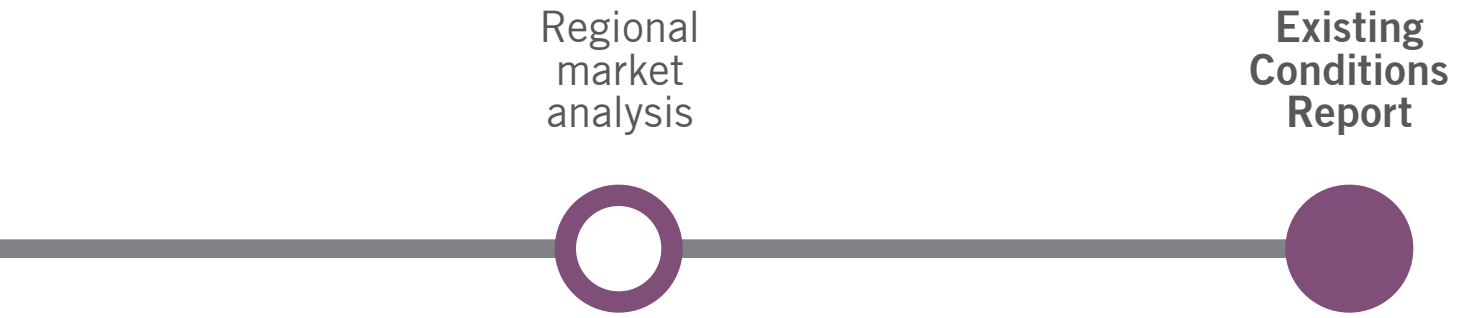 Regional
market
analysis
Existing
Conditions
Report